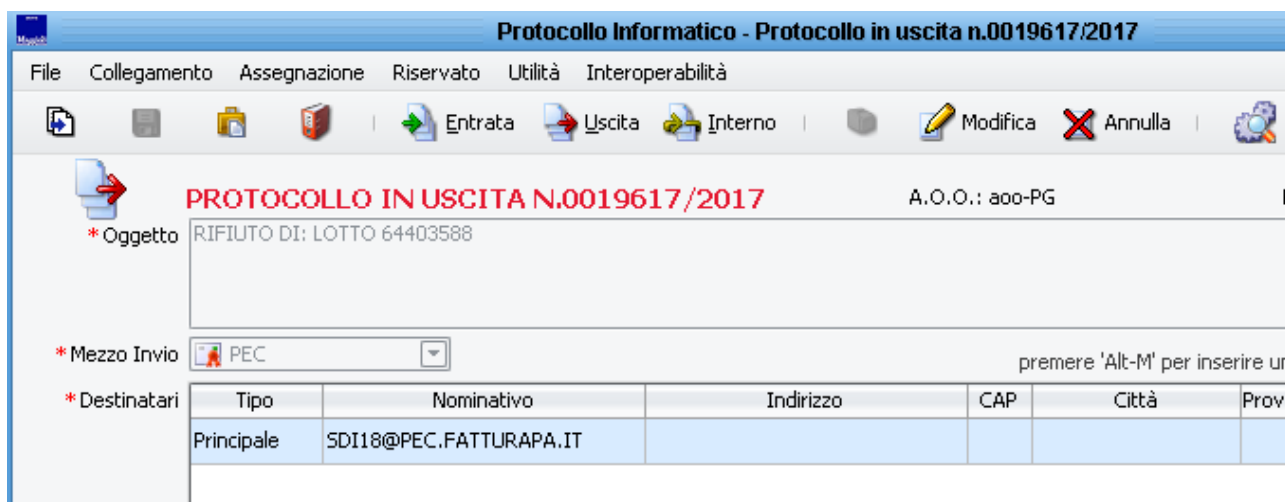 Maggioli
Protocollo Informatico - Protocollo in uscita n.0019617/2017
File Collegamento Assegnazione Riservato Utilità Interoperabilità
Entrata Uscita Interno Modifica Annulla
PROTOCOLLO IN USCITA N.0019617/2017 A.O.O.: aoo-PG
*Oggetto RIFIUTO DI: LOTTO 64403588
*Mezzo Invio PEC
premere 'Alt-M' per inserire un
*Destinatari Tipo Nominativo Indirizzo CAP Città Prov
Principale SDI18@PEC.FATTURAPA.IT